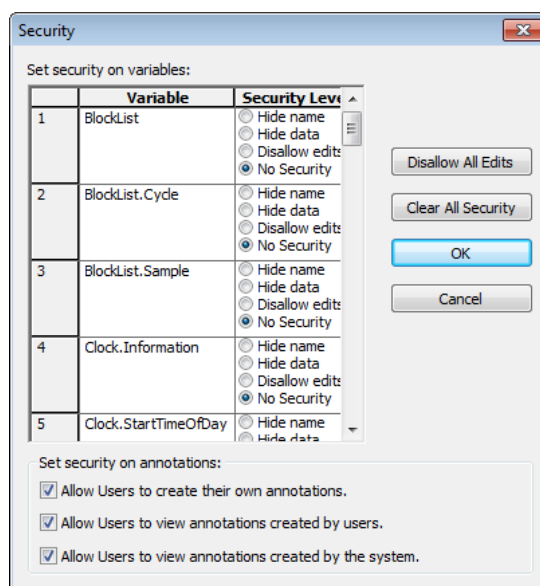 Security
Set security on variables:
Variable Security Leve
1 BlockList Hide name
Hide data
Disallow edits
No Security
2 BlockList.Cycle Hide name
Hide data
Disallow edits
No Security
3 BlockList.Sample Hide name
Hide data
Disallow edits
No Security
4 Clock.Information Hide name
Hide data
Disallow edits
No Security
5 Clock.StartTimeOfDay Hide name
Hide data
Disallow All Edits
Clear All Security
OK
Cancel
Set security on annotations:
Allow Users to create their own annotations.
Allow Users to view annotations created by users.
Allow Users to view annotations created by the system.